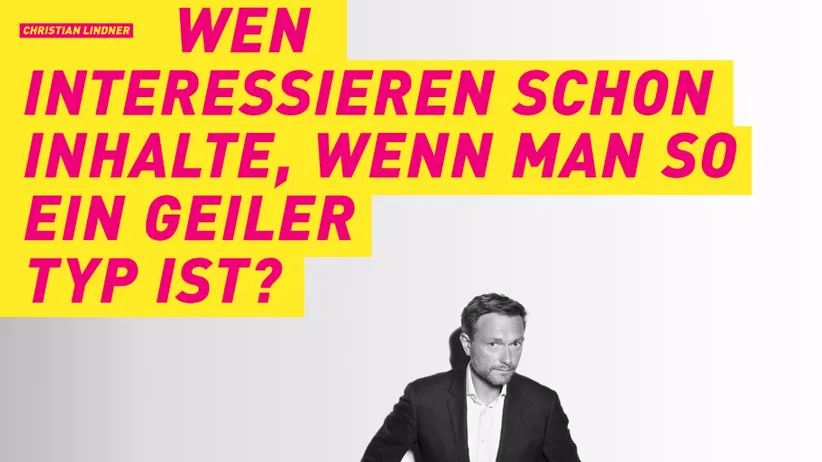 CHRISTIAN LINDNER
WEN
INTERESSIEREN SCHON
INHALTE, WENN MAN SO
EIN GEILER
TYP IST?